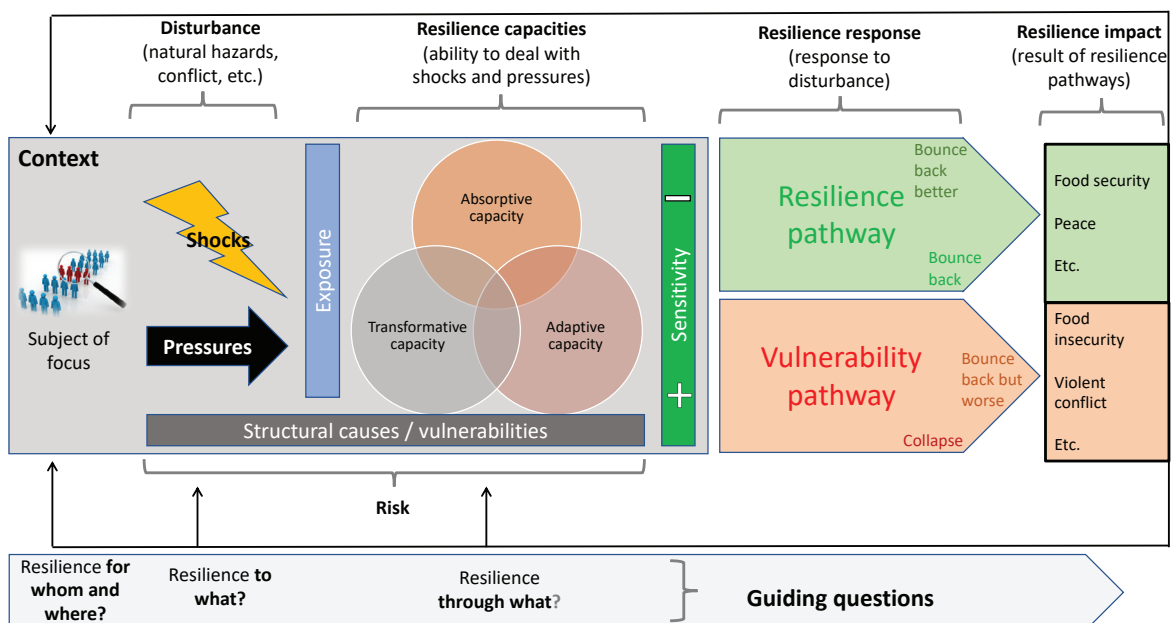 Disturbance
(natural hazards,
conflict, etc.)
Resilience capacities
(ability to deal with
shocks and pressures)
Resilience response
(response to
disturbance)
Resilience impact
(result of resilience
pathways)
Context
Subject of
focus
Shocks
Pressures
Exposure
Absorptive
capacity
Transformative
capacity
Adaptive
capacity
Structural causes / vulnerabilities
−
Sensitivity
+
Resilience
pathway
Bounce
back
better
Bounce
back
Vulnerability
pathway
Bounce
back but
worse
Collapse
Food security
Peace
Etc.
Food
insecurity
Violent
conflict
Etc.
Risk
Resilience for
whom and
where?
Resilience to
what?
Resilience
through what?
Guiding questions